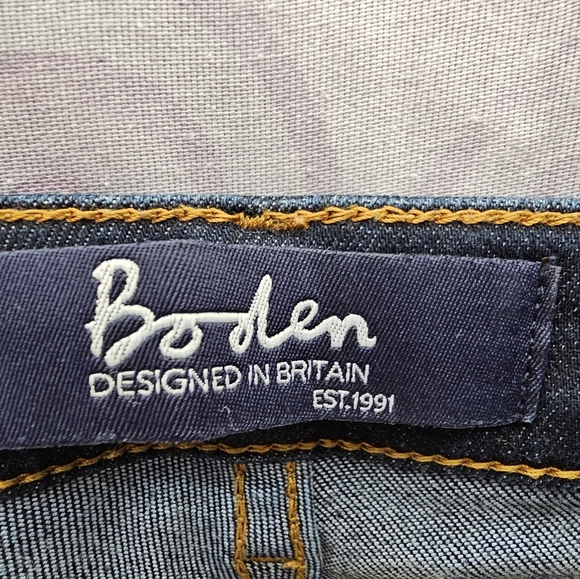 Boden
DESIGNED IN BRITAIN
EST.1991